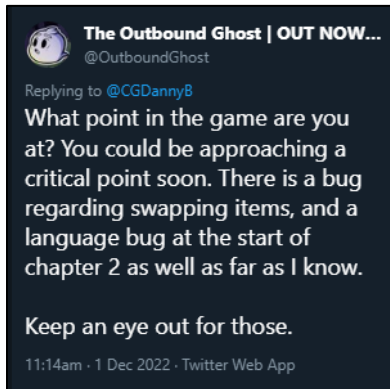 The Outbound Ghost | OUT NOW...
@OutboundGhost
Replying to @CGDannyB
What point in the game are you
at? You could be approaching a
critical point soon. There is a bug
regarding swapping items, and a
language bug at the start of
chapter 2 as well as far as I know.
Keep an eye out for those.
11:14am · 1 Dec 2022 · Twitter Web App